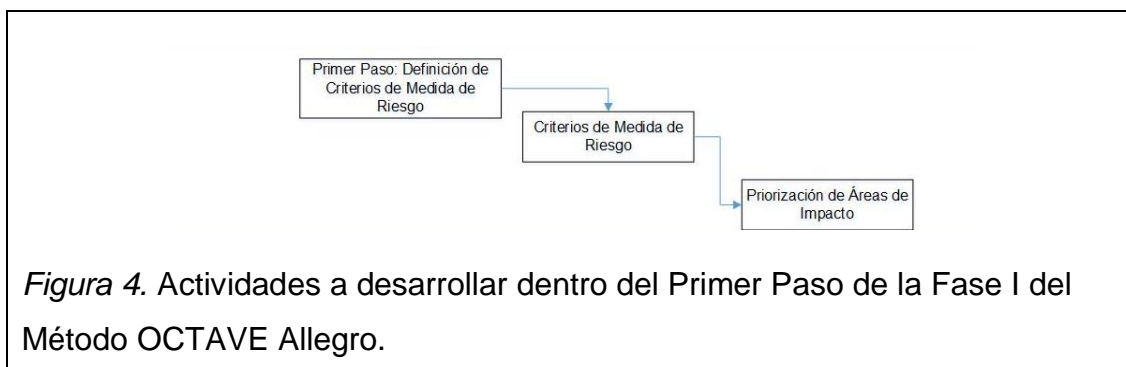 Primer Paso: Definición de
Criterios de Medida de
Riesgo
Criterios de Medida de
Riesgo
Priorización de Áreas de
Impacto
Figura 4. Actividades a desarrollar dentro del Primer Paso de la Fase I del
Método OCTAVE Allegro.